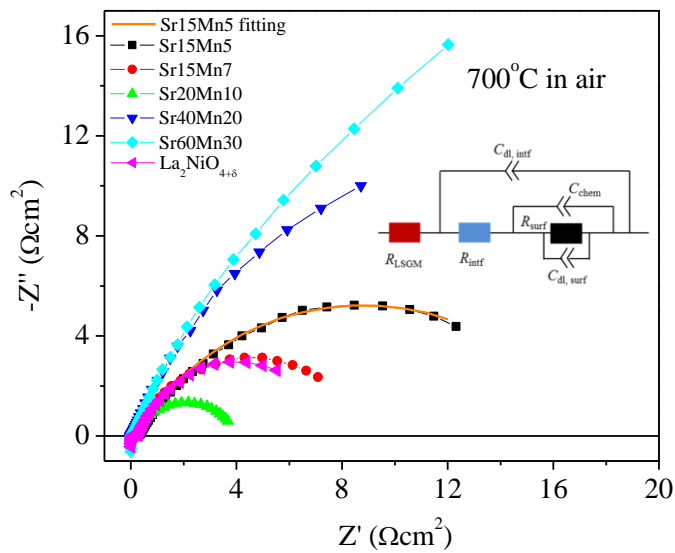 Sr15Mn5 fitting
Sr15Mn5
Sr15Mn7
Sr20Mn10
Sr40Mn20
Sr60Mn30
La2NiO4+δ
700°C in air
Cdl, intf
Cchem
Rsurf
RLSGM
Rintf
Cdl, surf
-Z'' (Ωcm²)
16
12
8
4
0
0
4
8
12
16
20
Z' (Ωcm²)